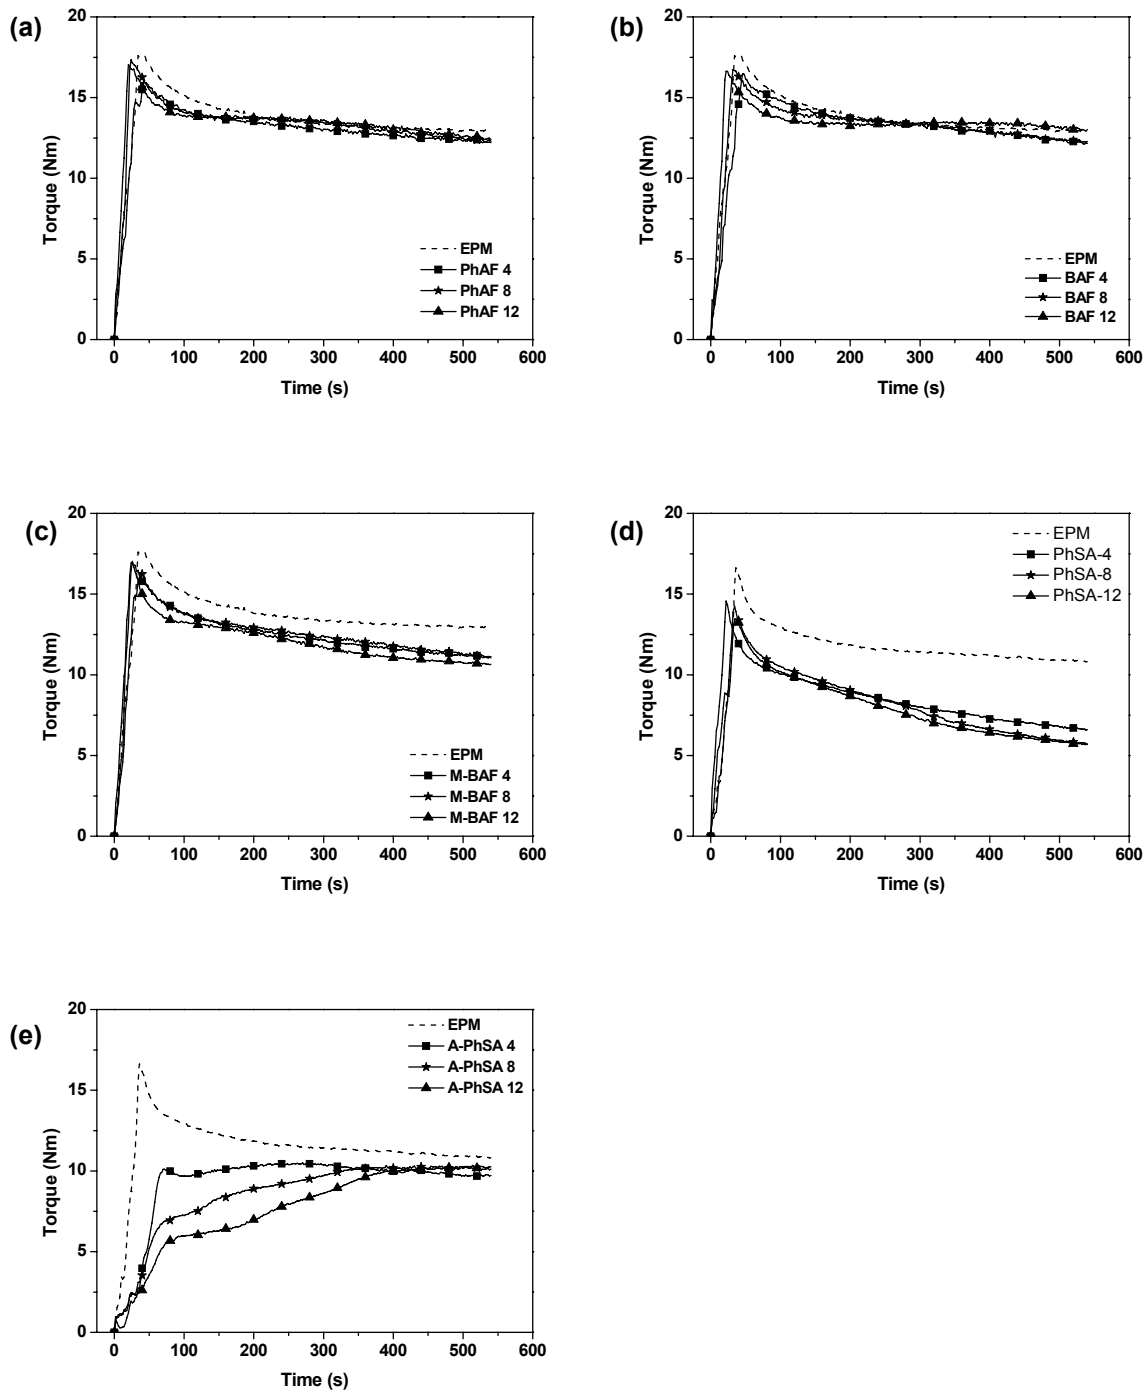 (a)
20
15
10
5
0
Torque (Nm)
EPM
PhAF 4
PhAF 8
PhAF 12
0 100 200 300 400 500 600
Time (s)
(b)
20
15
10
5
0
Torque (Nm)
EPM
BAF 4
BAF 8
BAF 12
0 100 200 300 400 500 600
Time (s)
(c)
20
15
10
5
0
Torque (Nm)
EPM
M-BAF 4
M-BAF 8
M-BAF 12
0 100 200 300 400 500 600
Time (s)
(d)
20
15
10
5
0
Torque (Nm)
EPM
PhSA-4
PhSA-8
PhSA-12
0 100 200 300 400 500 600
Time (s)
(e)
20
15
10
5
0
Torque (Nm)
EPM
A-PhSA 4
A-PhSA 8
A-PhSA 12
0 100 200 300 400 500 600
Time (s)